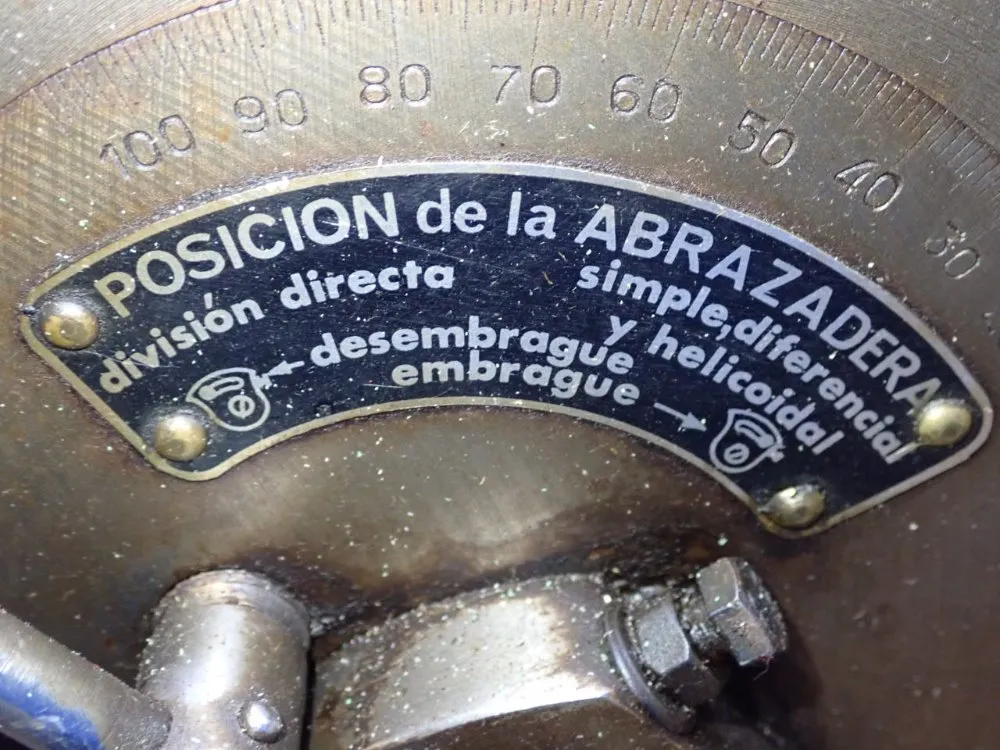 100 90 80 70 60 50 40 30
POSICION de la ABRAZADERA
división directa
simple,diferencial
y helicoidal
desembrague
embrague